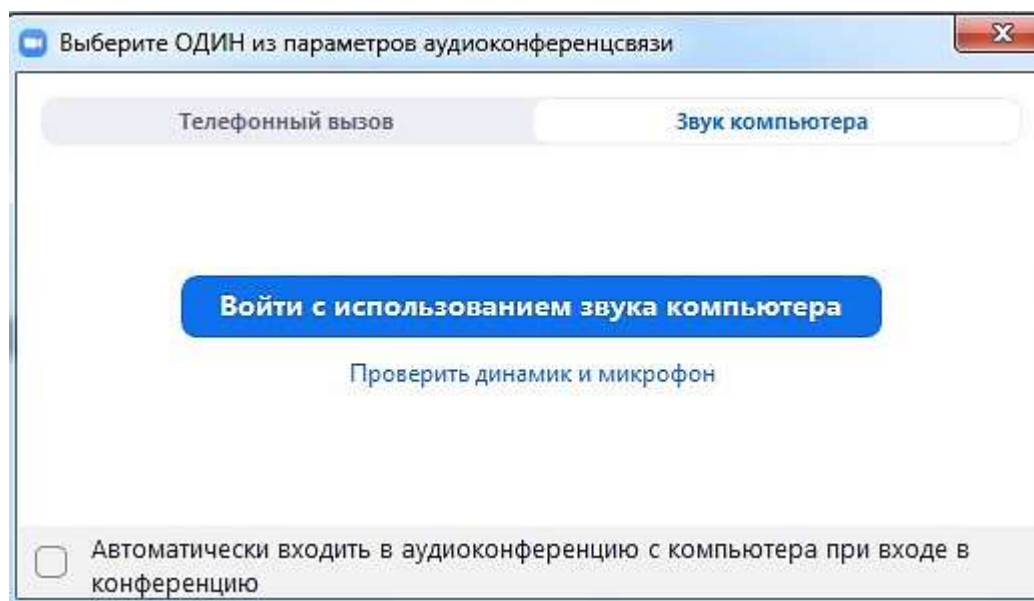 Выберите ОДИН из параметров аудиоконференцсвязи
Телефонный вызов Звук компьютера
Войти с использованием звука компьютера
Проверить динамик и микрофон
Автоматически входить в аудиоконференцию с компьютера при входе в
конференцию